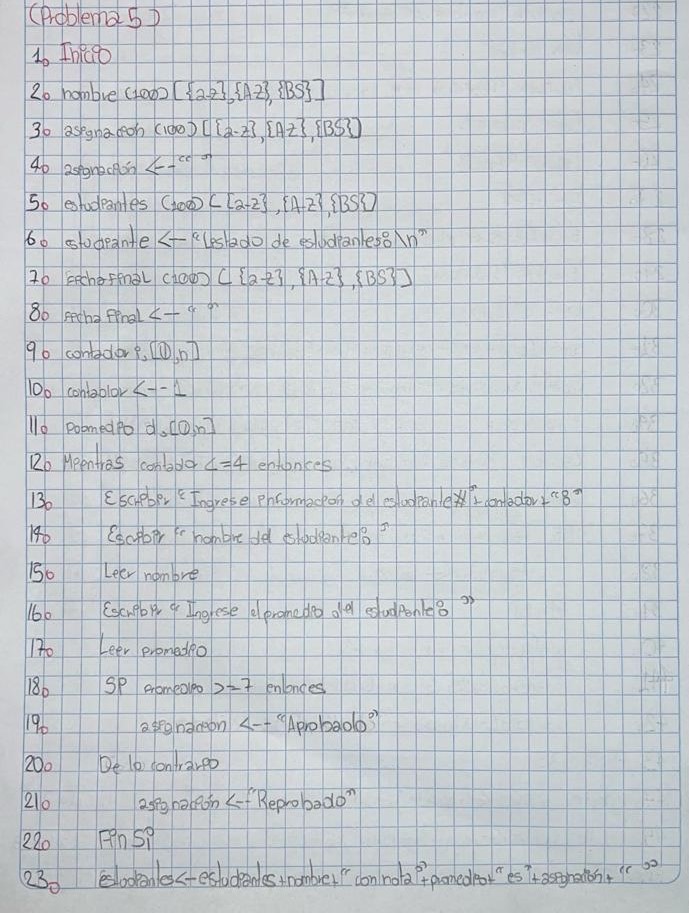 (Problema 5)
1. Inicio
2. nombre (100) [{a-z},{A-Z},{BS}]
3. asignación (100) [{a-z},{A-Z},{BS}]
4. asignación <-- " "
5. estudiantes (100) [{a-z},{A-Z},{BS}]
6. estudiante <-- "Listado de estudiantes: \n"
7. fechafinal (100) [{a-z},{A-Z},{BS}]
8. fecha final <-- " "
9. contador i,[0,n]
10. contador <-- 1
11. promedio d,[0,n]
12. Mientras contado <=4 entonces
13. Escribir "Ingrese información del estudiante #"+contador+":"
14. Escribir "nombre del estudiante: "
15. Leer nombre
16. Escribir "Ingrese el promedio del estudiante: "
17. Leer promedio
18. Si promedio >=7 entonces
19. asignación <-- "Aprobado"
20. De lo contrario
21. asignación <-- "Reprobado"
22. Fin Si
23. estudiantes<-estudiantes+nombre+" con nota"+promedio+" es"+asignación+" "